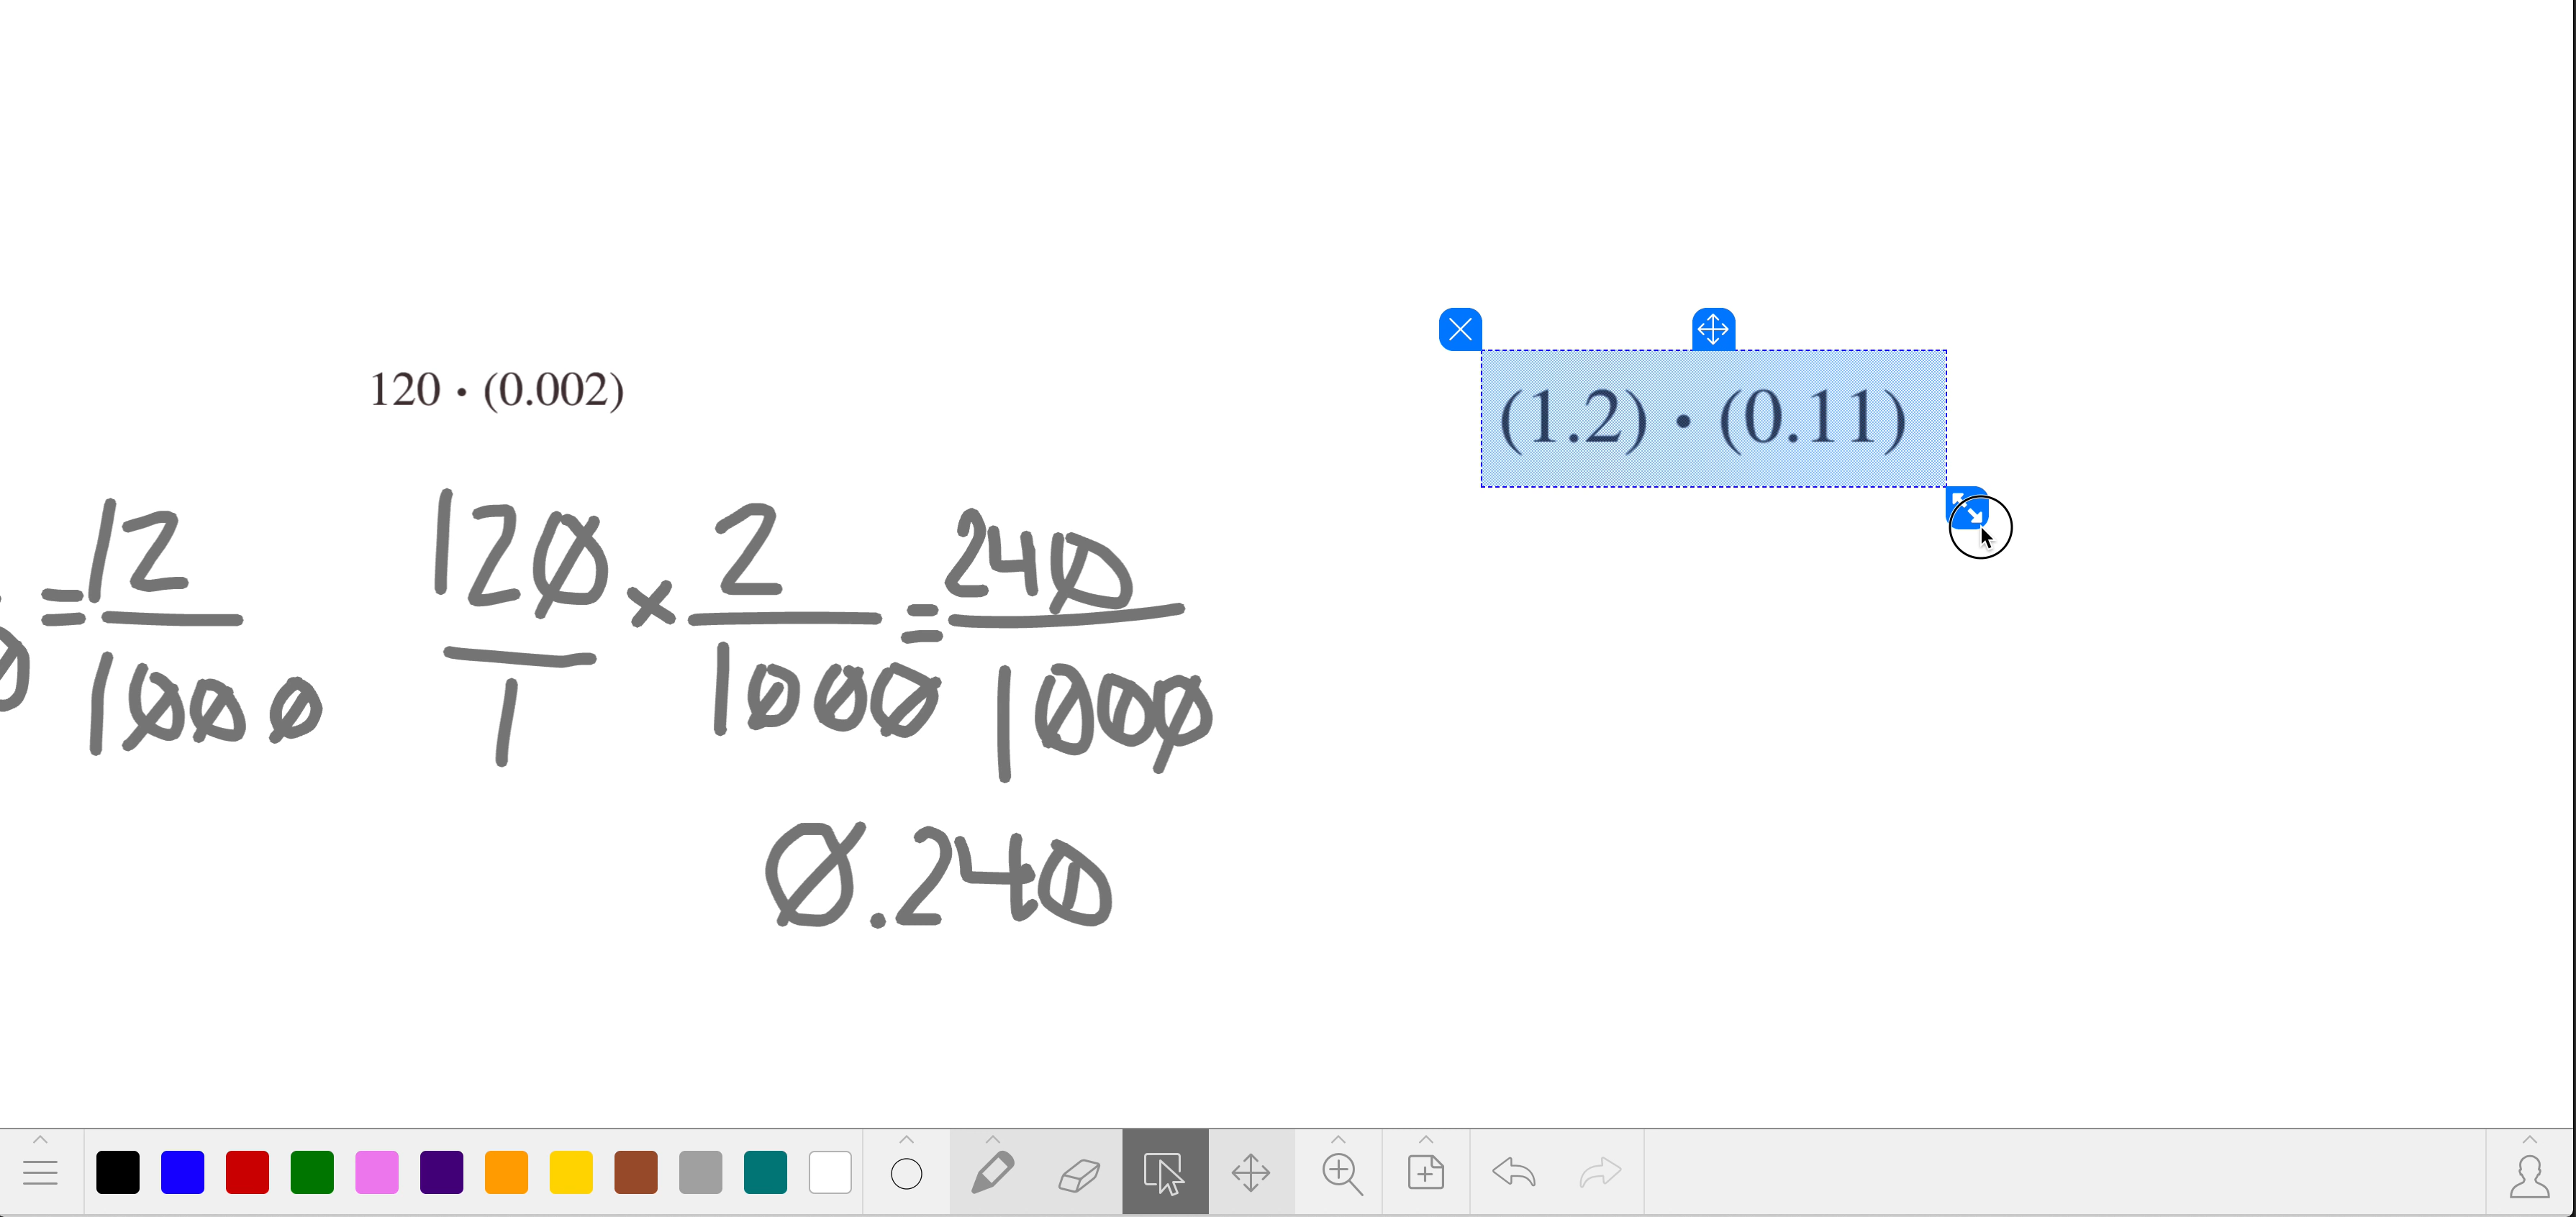 120 • (0.002)
(1.2) • (0.11)
= 12/1000
120/1 × 2/1000 = 240/1000
0.240